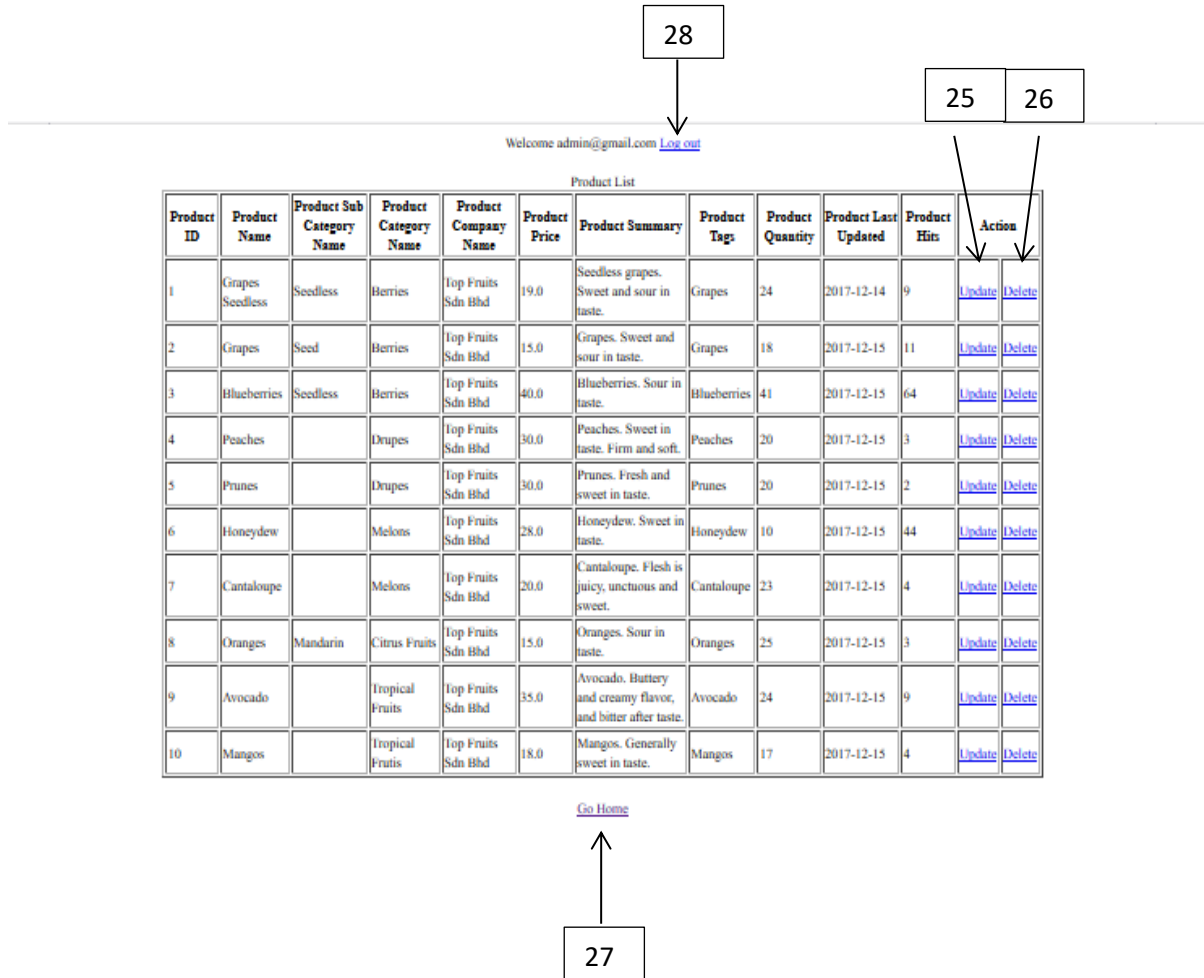 28
25 26
Welcome admin@gmail.com Log out
Product List
Product ID Product Name Product Sub Category Name Product Category Name Product Company Name Product Price Product Summary Product Tags Product Quantity Product Last Updated Product Hits Action
1 Grapes Seedless Seedless Berries Top Fruits Sdn Bhd 19.0 Seedless grapes. Sweet and sour in taste. Grapes 24 2017-12-14 9 Update Delete
2 Grapes Seed Berries Top Fruits Sdn Bhd 15.0 Grapes. Sweet and sour in taste. Grapes 18 2017-12-15 11 Update Delete
3 Blueberries Seedless Berries Top Fruits Sdn Bhd 40.0 Blueberries. Sour in taste. Blueberries 41 2017-12-15 64 Update Delete
4 Peaches Drupes Top Fruits Sdn Bhd 30.0 Peaches. Sweet in taste. Firm and soft. Peaches 20 2017-12-15 3 Update Delete
5 Prunes Drupes Top Fruits Sdn Bhd 30.0 Prunes. Fresh and sweet in taste. Prunes 20 2017-12-15 2 Update Delete
6 Honeydew Melons Top Fruits Sdn Bhd 28.0 Honeydew. Sweet in taste. Honeydew 10 2017-12-15 44 Update Delete
7 Cantaloupe Melons Top Fruits Sdn Bhd 20.0 Cantaloupe. Flesh is juicy, unctuous and sweet. Cantaloupe 23 2017-12-15 4 Update Delete
8 Oranges Mandarin Citrus Fruits Top Fruits Sdn Bhd 15.0 Oranges. Sour in taste. Oranges 25 2017-12-15 3 Update Delete
9 Avocado Tropical Fruits Top Fruits Sdn Bhd 35.0 Avocado. Buttery and creamy flavor, and bitter after taste. Avocado 24 2017-12-15 9 Update Delete
10 Mangos Tropical Frutis Top Fruits Sdn Bhd 18.0 Mangos. Generally sweet in taste. Mangos 17 2017-12-15 4 Update Delete
Go Home
27